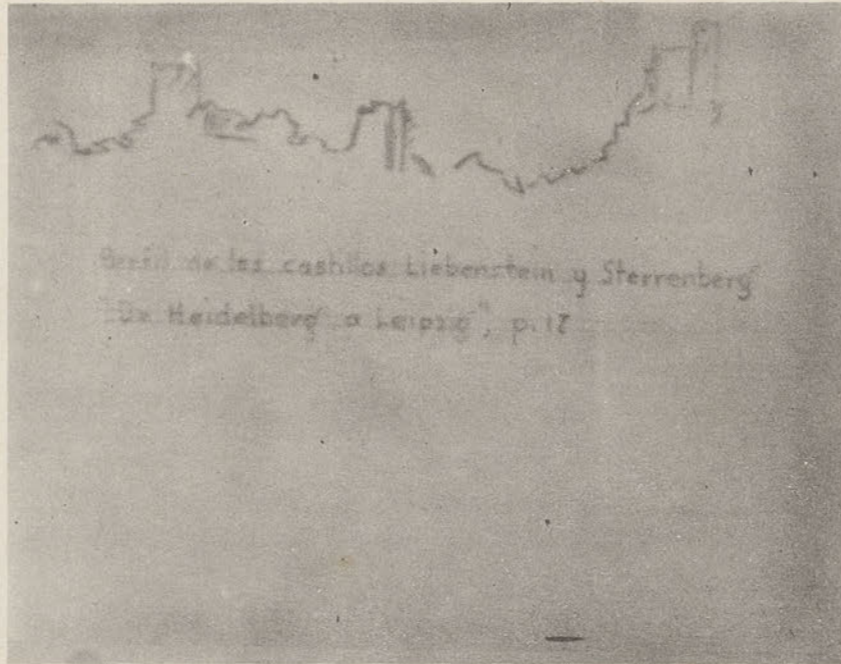 Perfil de los castillos Liebenstein y Sterrenberg
"De Heidelberg a Leipzig", p. 17